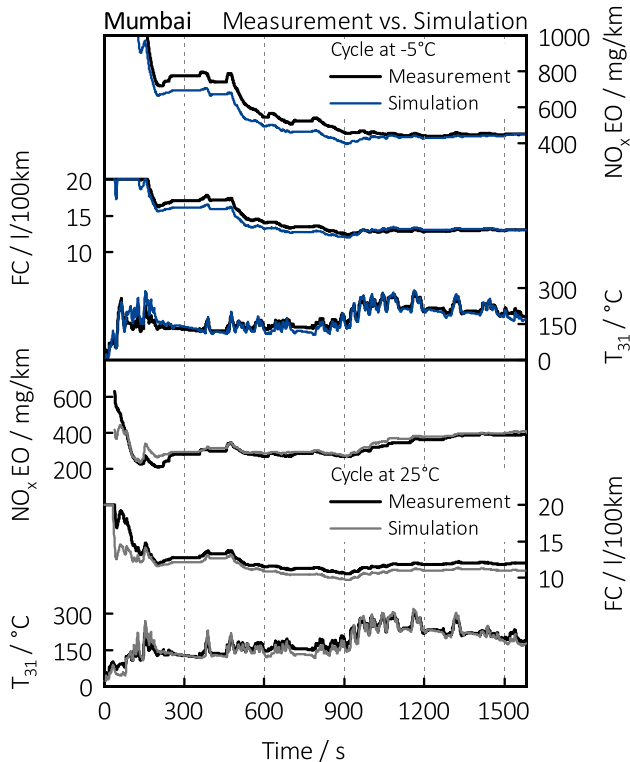 Mumbai Measurement vs. Simulation
Cycle at -5°C
Measurement
Simulation
1000
800
600
400
NOx EO / mg/km
20
15
10
FC / l/100km
300
150
0
T31 / °C
600
400
200
NOx EO / mg/km
Cycle at 25°C
Measurement
Simulation
20
15
10
FC / l/100km
300
150
0
T31 / °C
0 300 600 900 1200 1500
Time / s